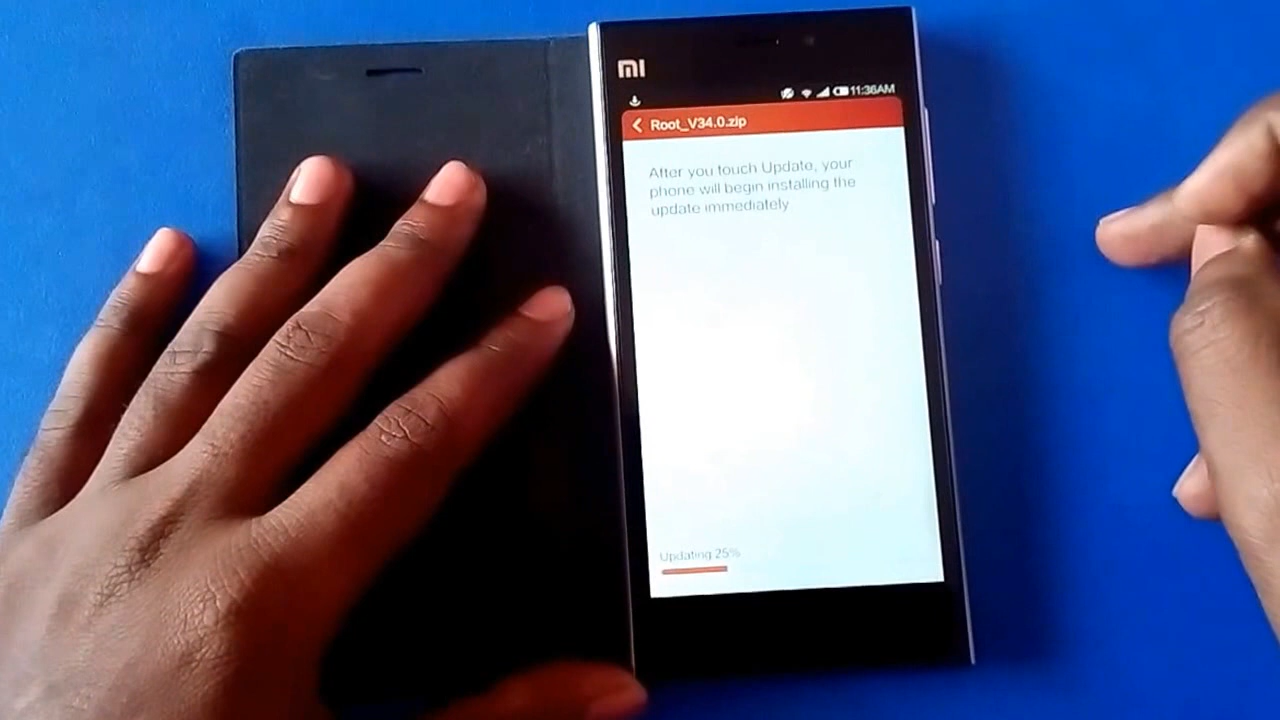 mi
11:36AM
Root_V34.0.zip
After you touch Update, your
phone will begin installing the
update immediately
Updating 25%